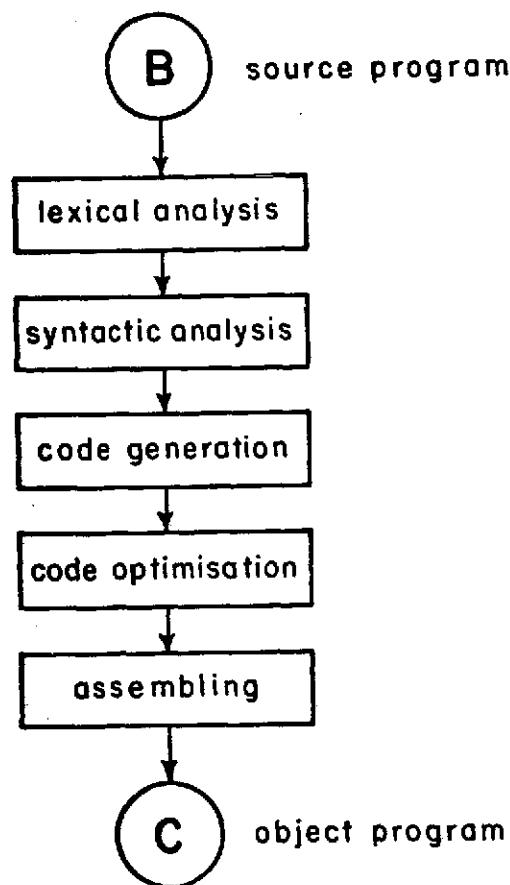 B source program
lexical analysis
syntactic analysis
code generation
code optimisation
assembling
C object program